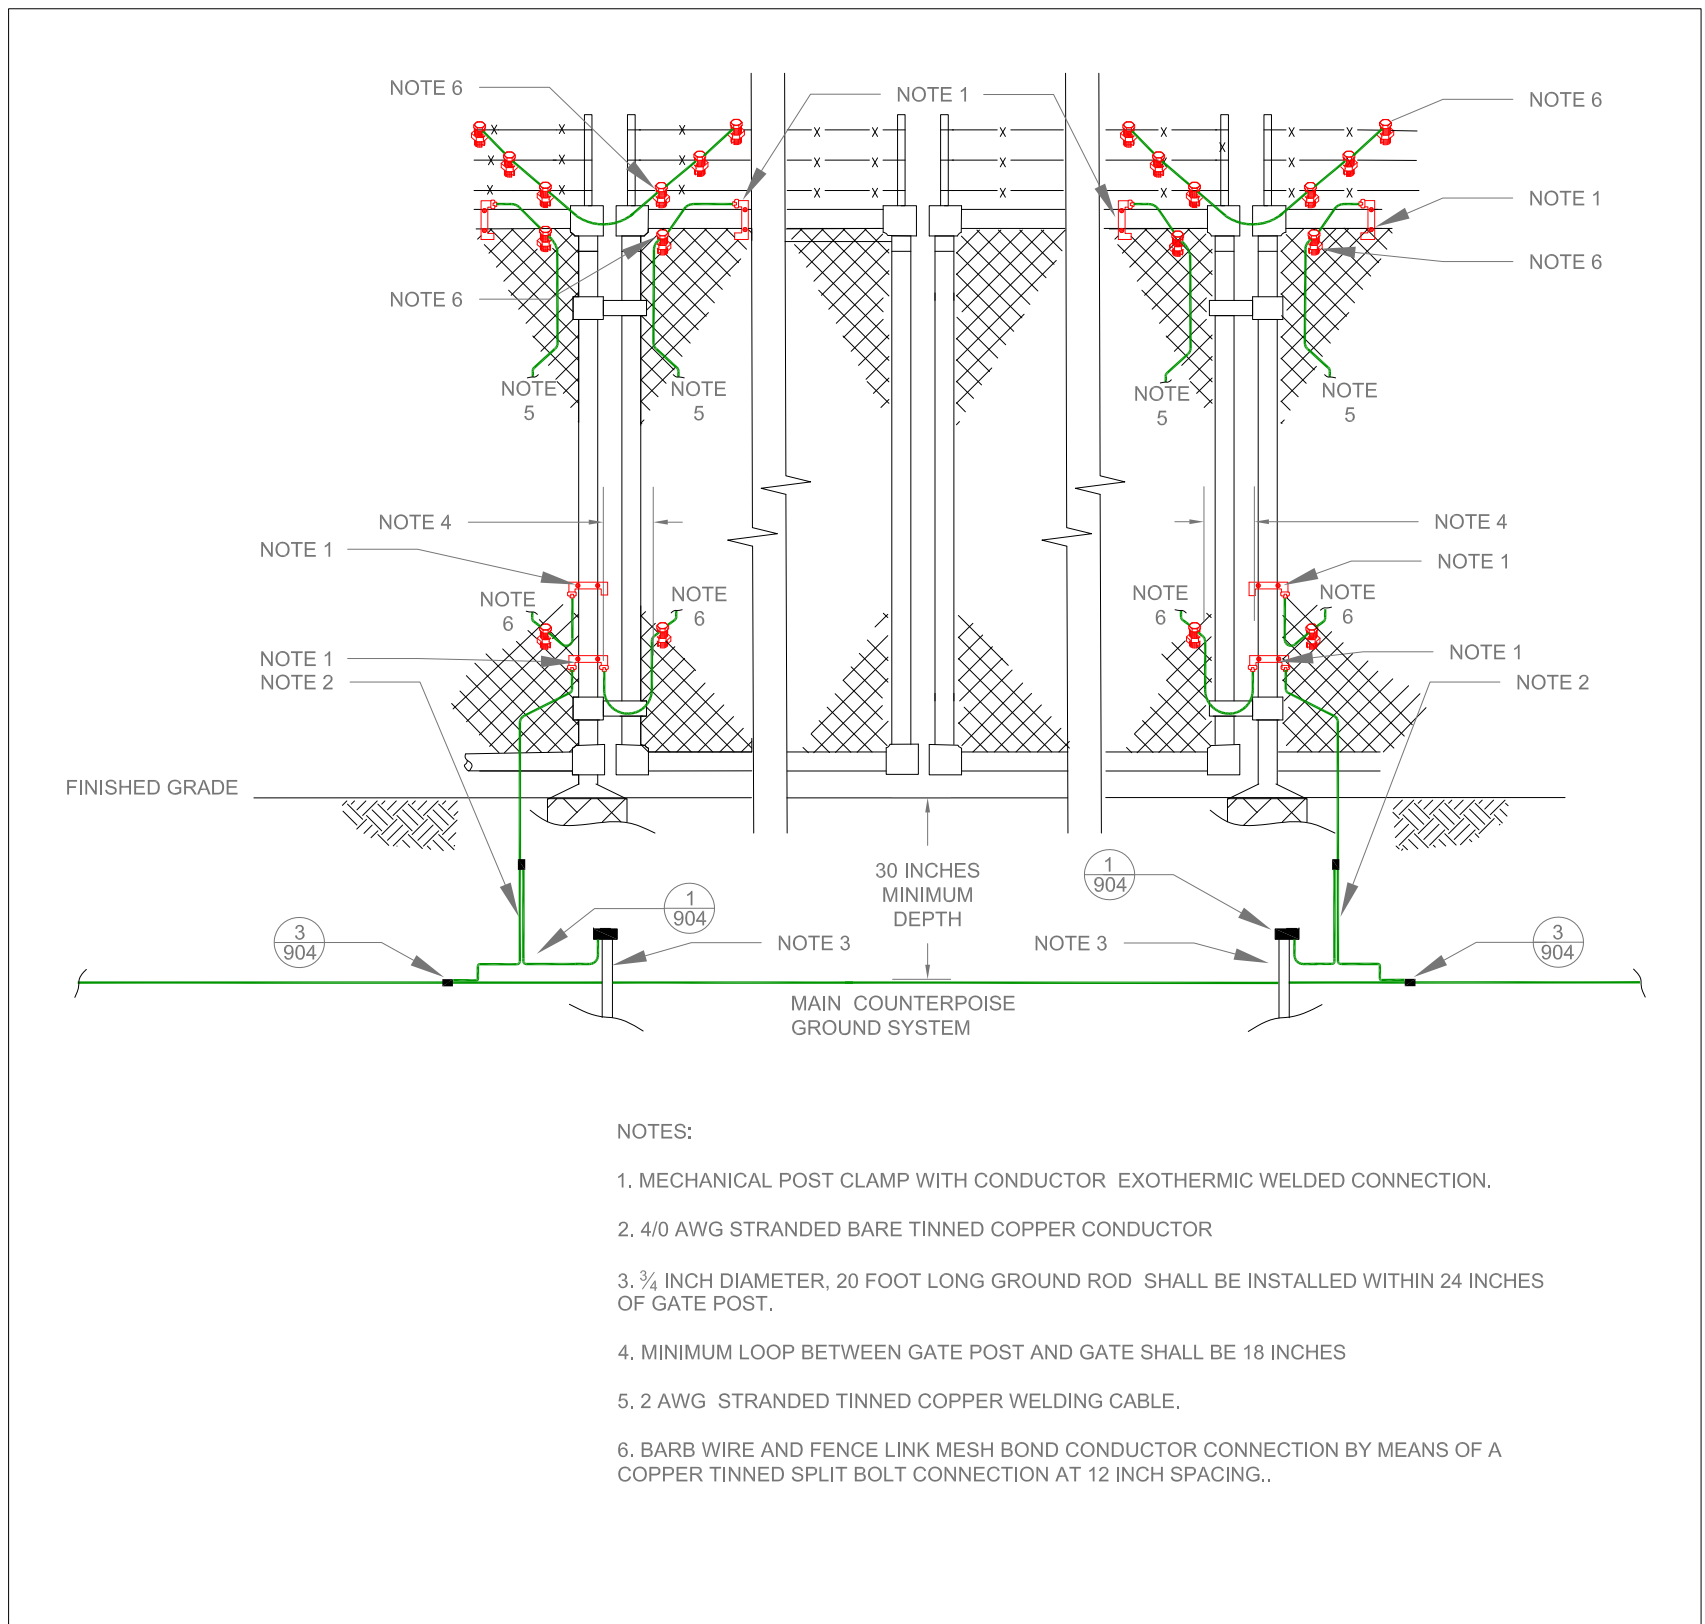 NOTE 6
NOTE 1
NOTE 6
NOTE 1
NOTE 6
NOTE 6
NOTE
5
NOTE
5
NOTE
5
NOTE
5
NOTE 4
NOTE 4
NOTE 1
NOTE 1
NOTE
6
NOTE
6
NOTE
6
NOTE
6
NOTE 1
NOTE 2
NOTE 1
NOTE 2
FINISHED GRADE
30 INCHES
MINIMUM
DEPTH
1
904
1
904
3
904
NOTE 3
NOTE 3
3
904
MAIN COUNTERPOISE
GROUND SYSTEM
NOTES:
1. MECHANICAL POST CLAMP WITH CONDUCTOR EXOTHERMIC WELDED CONNECTION.
2. 4/0 AWG STRANDED BARE TINNED COPPER CONDUCTOR
3. ¾ INCH DIAMETER, 20 FOOT LONG GROUND ROD SHALL BE INSTALLED WITHIN 24 INCHES
OF GATE POST.
4. MINIMUM LOOP BETWEEN GATE POST AND GATE SHALL BE 18 INCHES
5. 2 AWG STRANDED TINNED COPPER WELDING CABLE.
6. BARB WIRE AND FENCE LINK MESH BOND CONDUCTOR CONNECTION BY MEANS OF A
COPPER TINNED SPLIT BOLT CONNECTION AT 12 INCH SPACING..